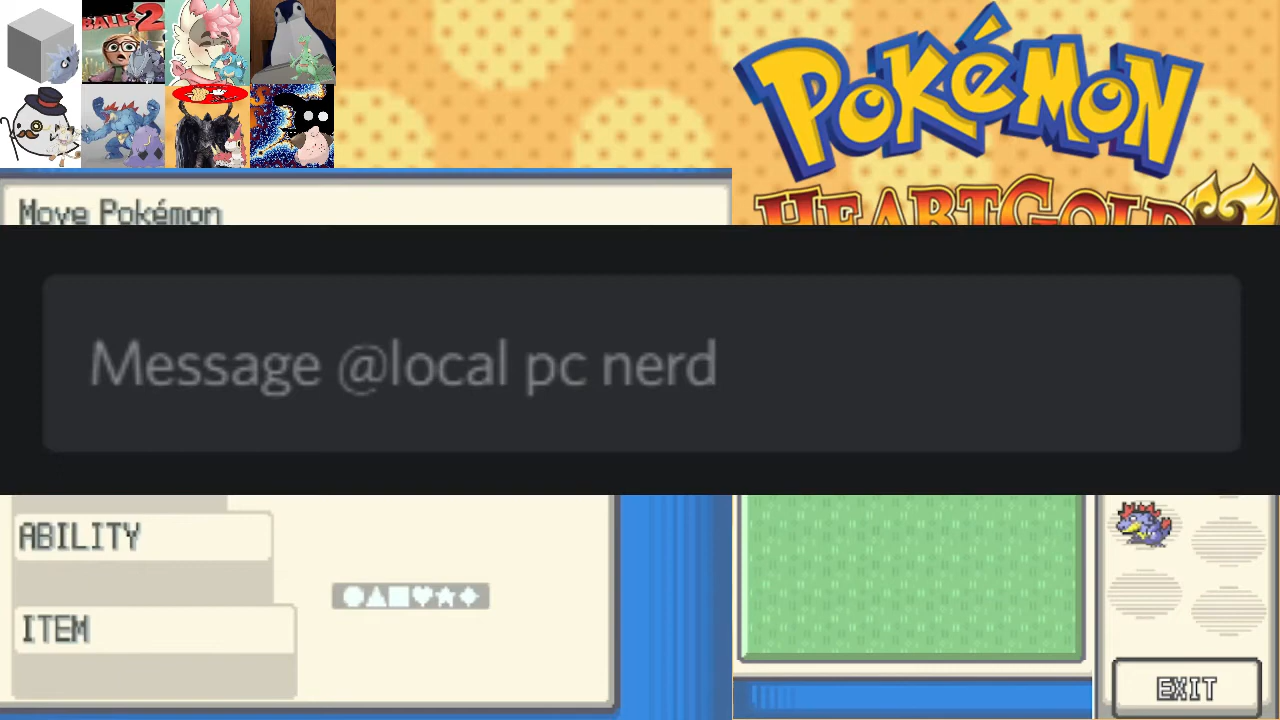 BALLS 2
POKÉMON
HEARTGOLD
Move Pokémon
Message @local pc nerd
ABILITY
ITEM
EXIT